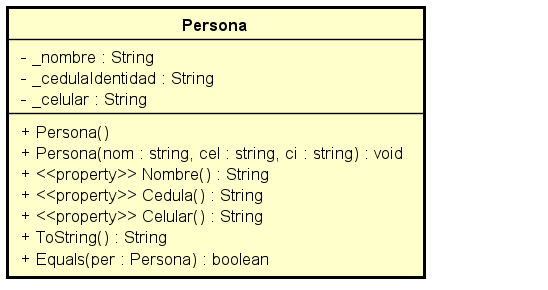 Persona
- _nombre : String
- _cedulaIdentidad : String
- _celular : String
+ Persona()
+ Persona(nom : string, cel : string, ci : string) : void
+ <<property>> Nombre() : String
+ <<property>> Cedula() : String
+ <<property>> Celular() : String
+ ToString() : String
+ Equals(per : Persona) : boolean